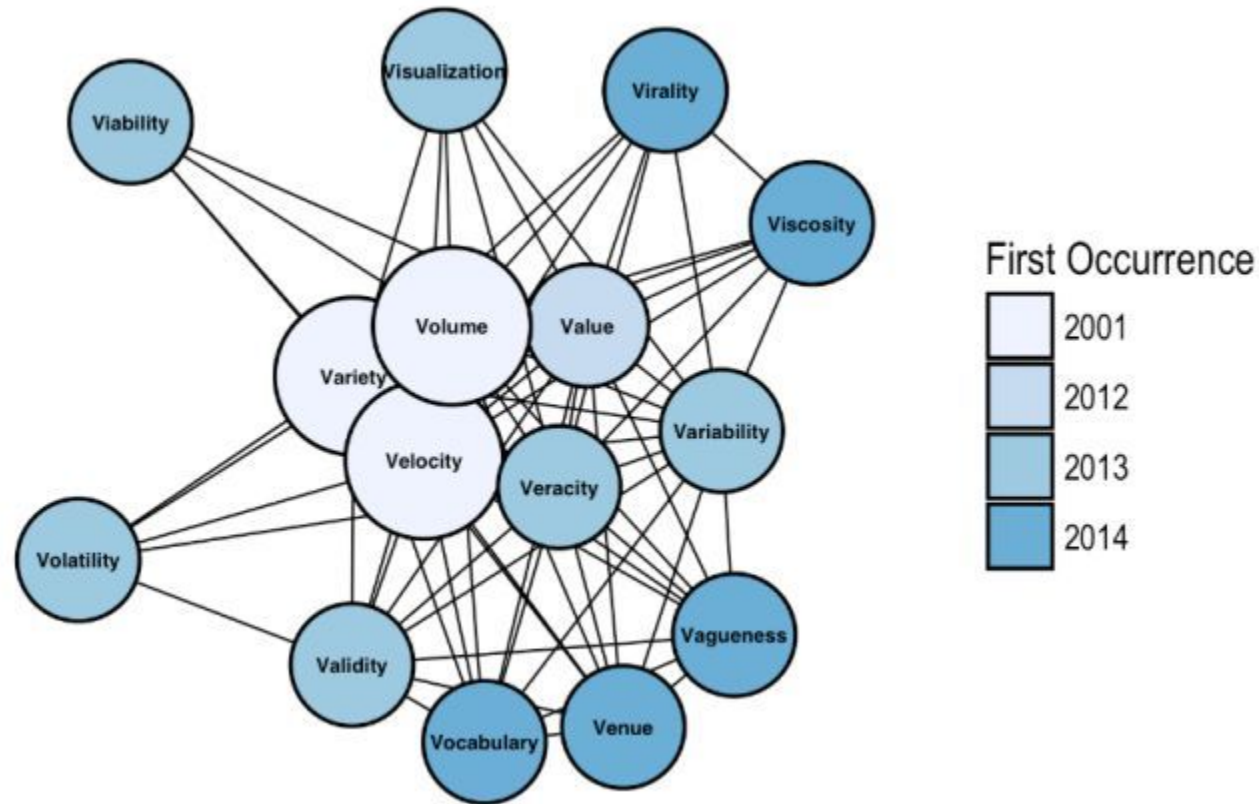 Visualization
Virality
Viability
Viscosity
Volume
Value
Variety
Variability
Velocity
Veracity
Volatility
Vagueness
Validity
Venue
Vocabulary
First Occurrence
2001
2012
2013
2014